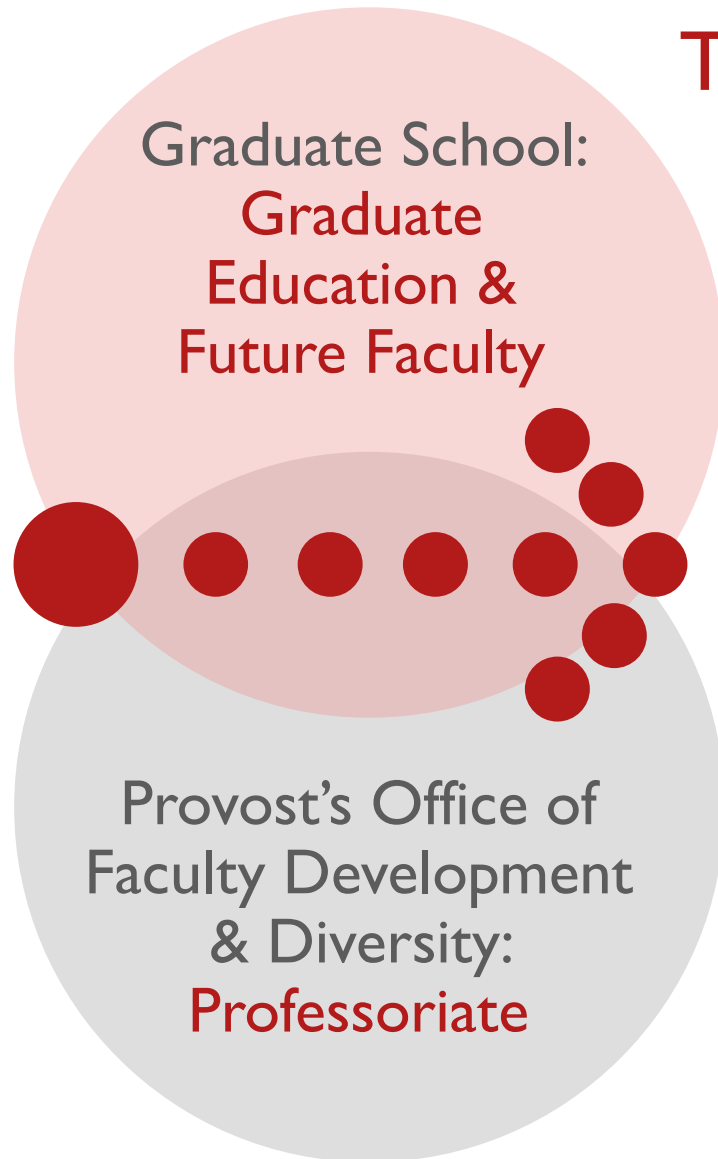 T
Graduate School:
Graduate
Education &
Future Faculty
Provost’s Office of
Faculty Development
& Diversity:
Professoriate